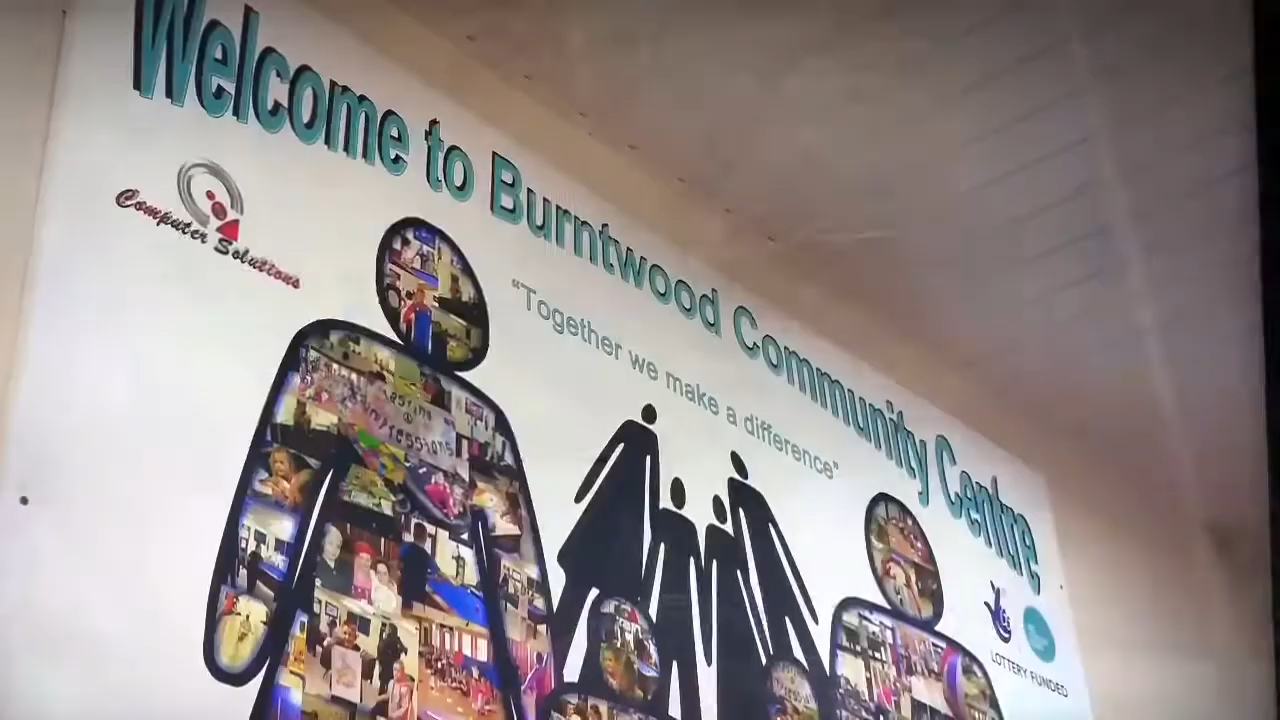 Welcome to Burntwood Community Centre
Computer Solutions
"Together we make a difference"
LOTTERY FUNDED